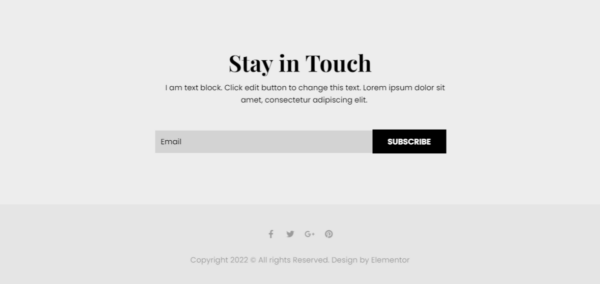 Stay in Touch
I am text block. Click edit button to change this text. Lorem ipsum dolor sit
amet, consectetur adipiscing elit.
Email
SUBSCRIBE
Copyright 2022 © All rights Reserved. Design by Elementor